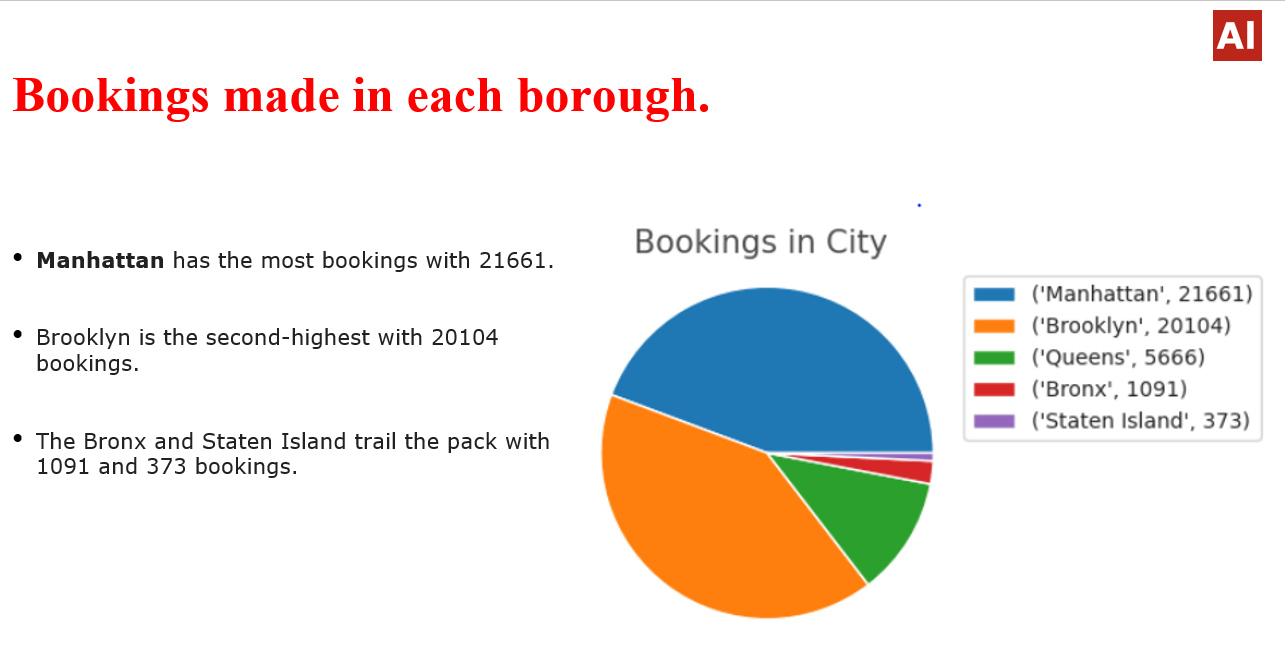 AI
Bookings made in each borough.
• Manhattan has the most bookings with 21661.
• Brooklyn is the second-highest with 20104
bookings.
• The Bronx and Staten Island trail the pack with
1091 and 373 bookings.
Bookings in City
('Manhattan', 21661)
('Brooklyn', 20104)
('Queens', 5666)
('Bronx', 1091)
('Staten Island', 373)